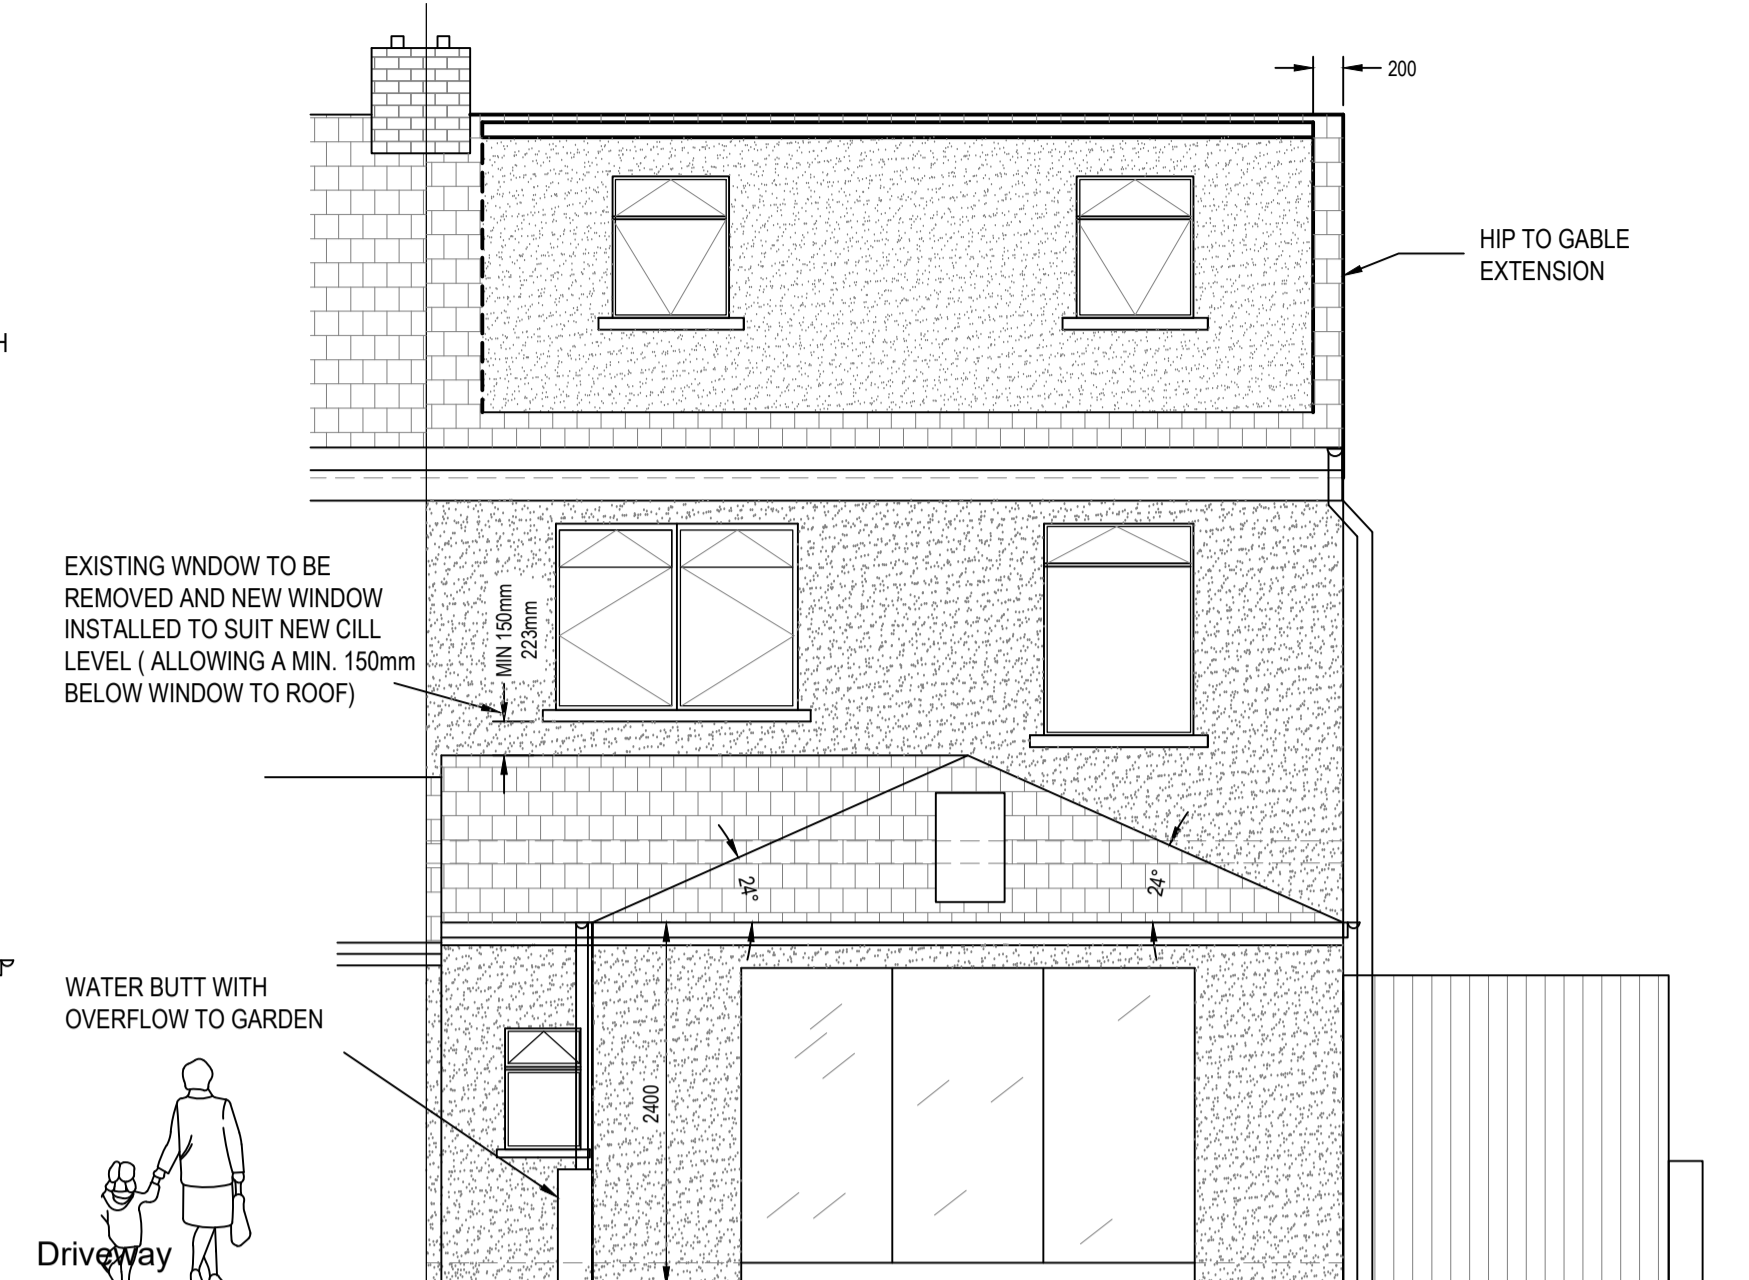 200
HIP TO GABLE
EXTENSION
H
EXISTING WNDOW TO BE
REMOVED AND NEW WINDOW
INSTALLED TO SUIT NEW CILL
LEVEL ( ALLOWING A MIN. 150mm
BELOW WINDOW TO ROOF)
MIN 150mm
223mm
24°
24°
WATER BUTT WITH
OVERFLOW TO GARDEN
2400
Driveway